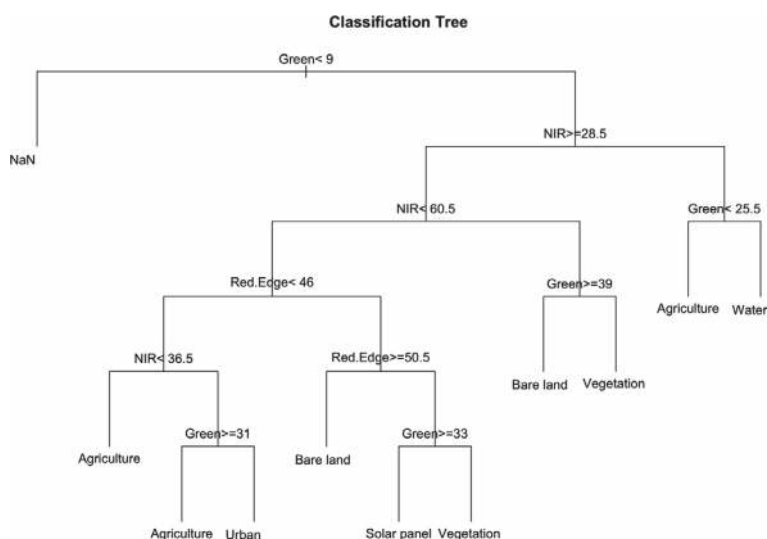 Classification Tree
Green< 9
NaN
NIR>=28.5
NIR< 60.5
Green< 25.5
Red.Edge< 46
Green>=39
Agriculture
Water
NIR< 36.5
Red.Edge>=50.5
Bare land
Vegetation
Agriculture
Green>=31
Bare land
Green>=33
Agriculture
Urban
Solar panel
Vegetation